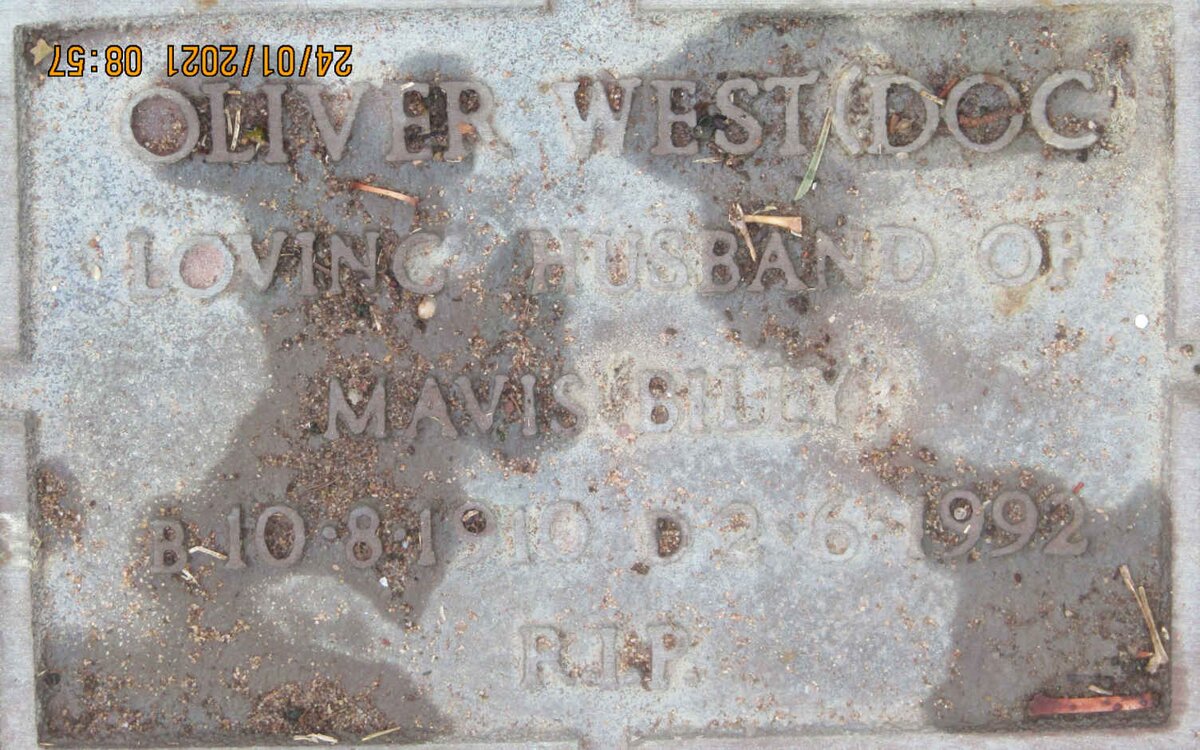 24/01/2021 08:57
OLIVER WEST (DOC)
LOVING HUSBAND OF
MAVIS (BILLY)
B·10·8·1910 D·2·6·1992
R.I.P.